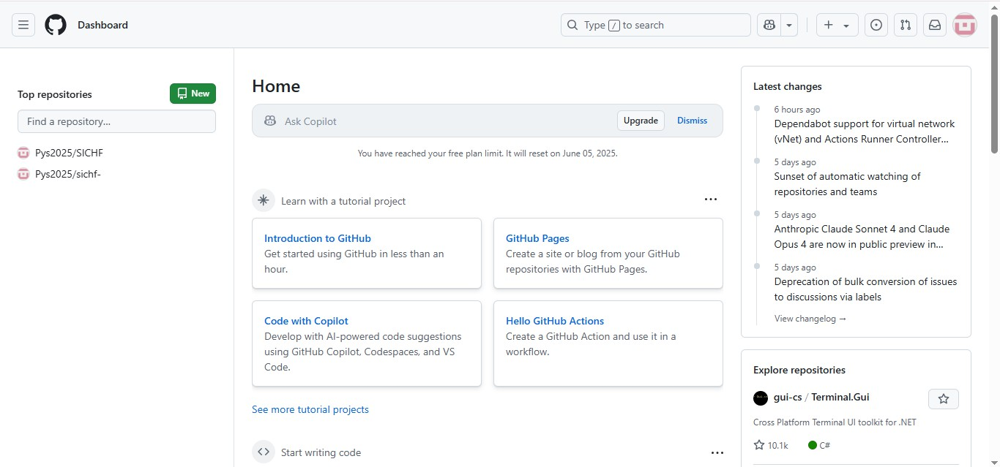 Dashboard
Type / to search
Top repositories
New
Find a repository...
Pys2025/SICHF
Pys2025/sichf-
Home
Ask Copilot
Upgrade
Dismiss
You have reached your free plan limit. It will reset on June 05, 2025.
Learn with a tutorial project
Introduction to GitHub
Get started using GitHub in less than an
hour.
GitHub Pages
Create a site or blog from your GitHub
repositories with GitHub Pages.
Code with Copilot
Develop with AI-powered code suggestions
using GitHub Copilot, Codespaces, and VS
Code.
Hello GitHub Actions
Create a GitHub Action and use it in a
workflow.
See more tutorial projects
Start writing code
Latest changes
6 hours ago
Dependabot support for virtual network
(vNet) and Actions Runner Controller...
5 days ago
Sunset of automatic watching of
repositories and teams
5 days ago
Anthropic Claude Sonnet 4 and Claude
Opus 4 are now in public preview in...
5 days ago
Deprecation of bulk conversion of issues
to discussions via labels
View changelog →
Explore repositories
gui-cs / Terminal.Gui
Cross Platform Terminal UI toolkit for .NET
10.1k
C#